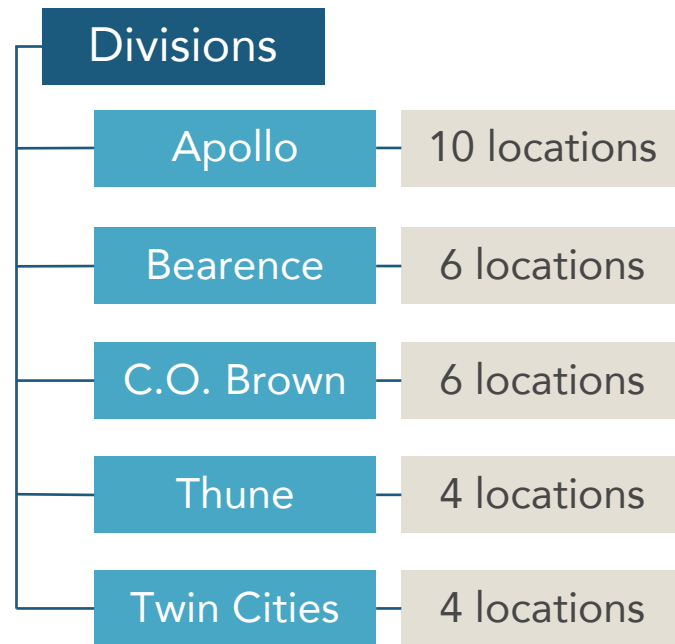 Divisions
Apollo
10 locations
Bearence
6 locations
C.O. Brown
6 locations
Thune
4 locations
Twin Cities
4 locations